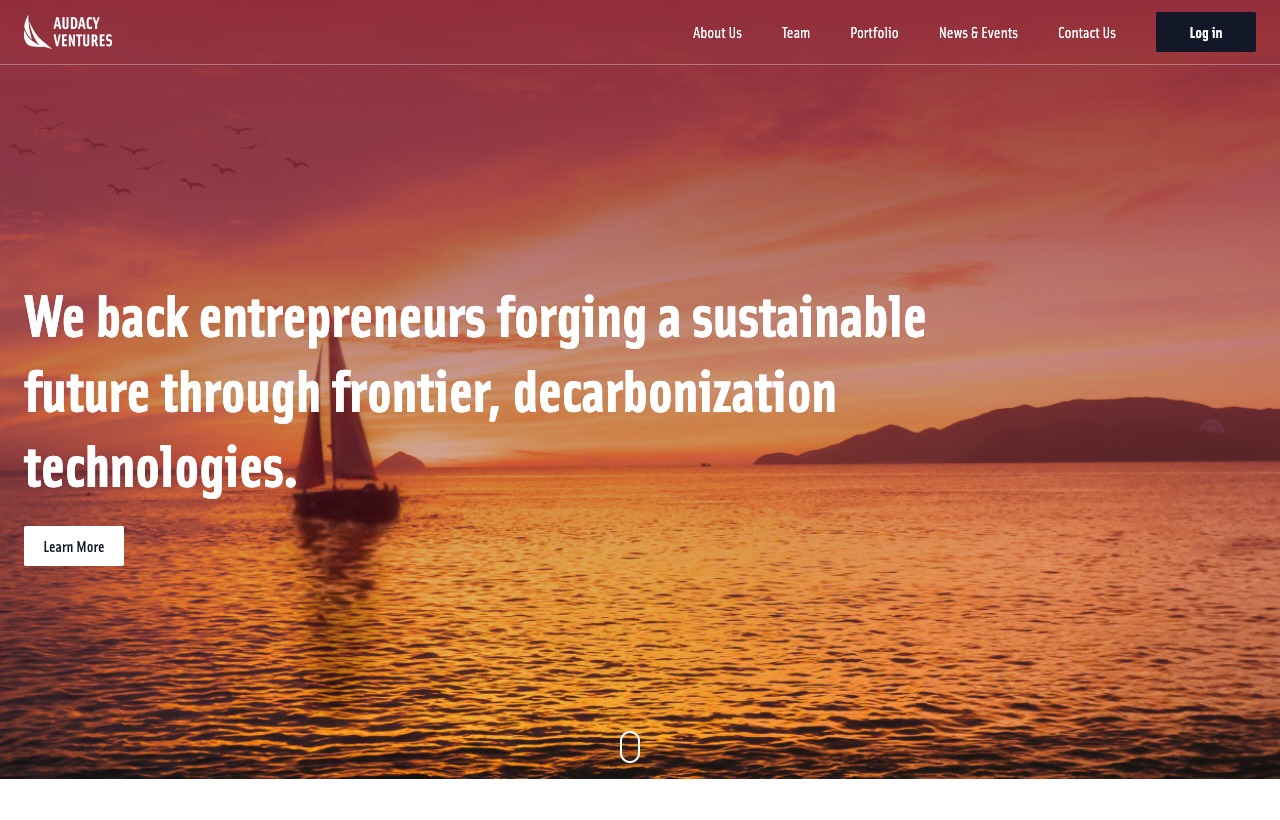 AUDACY
VENTURES
About Us
Team
Portfolio
News & Events
Contact Us
Log in
We back entrepreneurs forging a sustainable
future through frontier, decarbonization
technologies.
Learn More